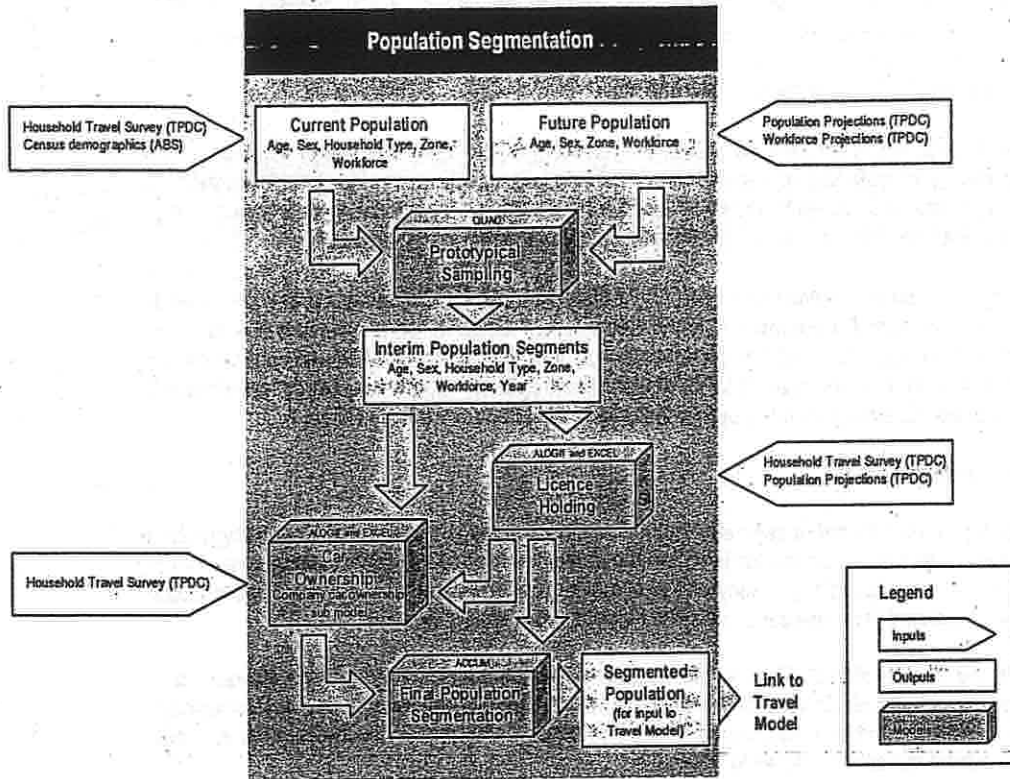 Population Segmentation
Household Travel Survey (TPDC)
Census demographics (ABS)
Current Population
Age, Sex, Household Type, Zone,
Workforce
Future Population
Age, Sex, Zone, Workforce
Population Projections (TPDC)
Workforce Projections (TPDC)
QUAD
Prototypical
Sampling
Interim Population Segments
Age, Sex, Household Type, Zone,
Workforce, Year
ALOGIT and EXCEL
Licence
Holding
Household Travel Survey (TPDC)
Population Projections (TPDC)
ALOGIT and EXCEL
Car
Ownership
Company car ownership
sub model
Household Travel Survey (TPDC)
ACCUM
Final Population
Segmentation
Segmented
Population
(for input to
Travel Model)
Link to
Travel
Model
Legend
Inputs
Outputs
Models